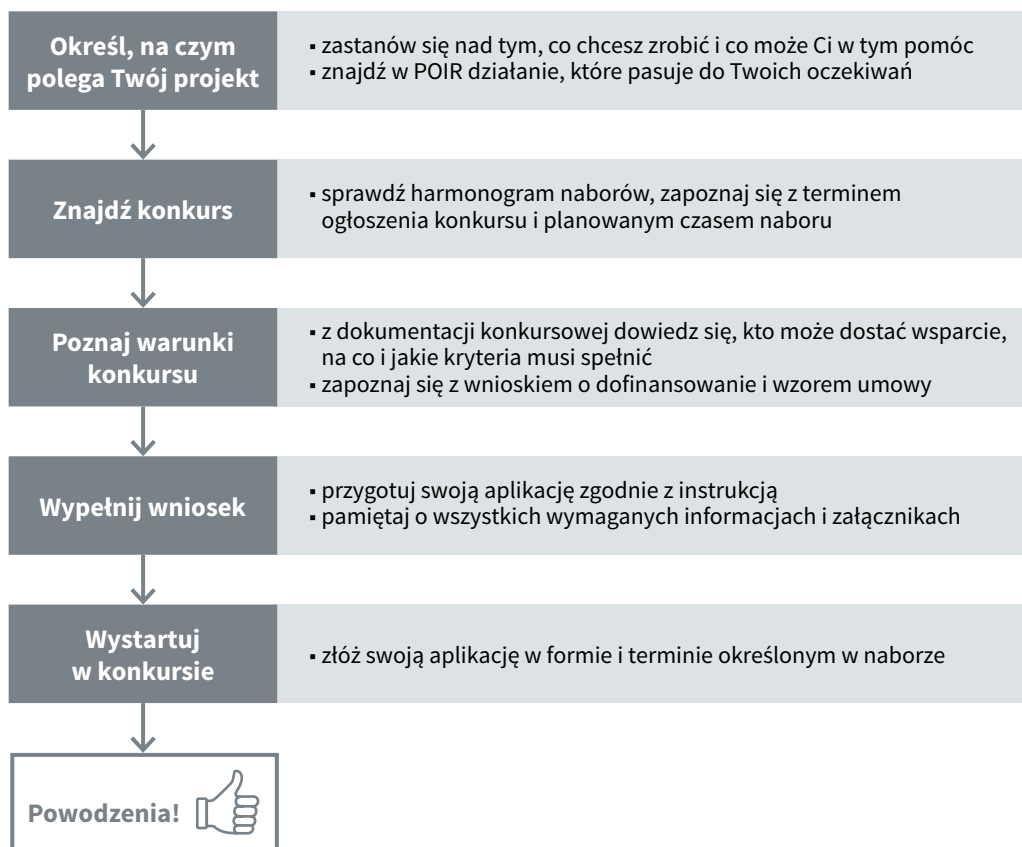 Określ, na czym
polega Twój projekt
▪ zastanów się nad tym, co chcesz zrobić i co może Ci w tym pomóc
▪ znajdź w POIR działanie, które pasuje do Twoich oczekiwań
Znajdź konkurs
▪ sprawdź harmonogram naborów, zapoznaj się z terminem
ogłoszenia konkursu i planowanym czasem naboru
Poznaj warunki
konkursu
▪ z dokumentacji konkursowej dowiedz się, kto może dostać wsparcie,
na co i jakie kryteria musi spełnić
▪ zapoznaj się z wnioskiem o dofinansowanie i wzorem umowy
Wypełnij wniosek
▪ przygotuj swoją aplikację zgodnie z instrukcją
▪ pamiętaj o wszystkich wymaganych informacjach i załącznikach
Wystartuj
w konkursie
▪ złóż swoją aplikację w formie i terminie określonym w naborze
Powodzenia!